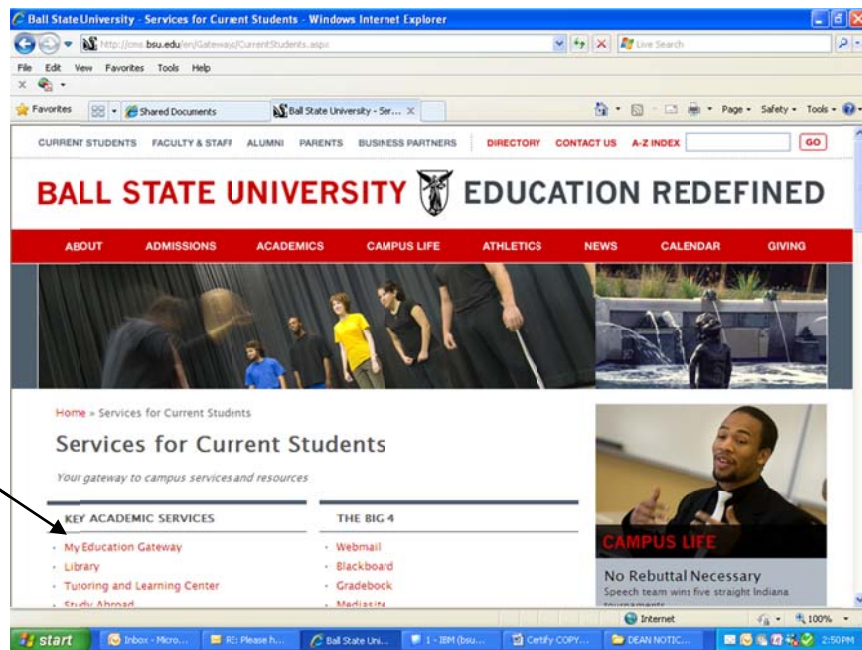 Ball State University - Services for Current Students - Windows Internet Explorer
http://cms.bsu.edu/en/Gateways/CurrentStudents.aspx
Live Search
File Edit View Favorites Tools Help
Favorites Shared Documents Ball State University - Ser... Page Safety Tools
CURRENT STUDENTS FACULTY & STAFF ALUMNI PARENTS BUSINESS PARTNERS DIRECTORY CONTACT US A-Z INDEX GO
BALL STATE UNIVERSITY EDUCATION REDEFINED
ABOUT ADMISSIONS ACADEMICS CAMPUS LIFE ATHLETICS NEWS CALENDAR GIVING
Home » Services for Current Students
Services for Current Students
Your gateway to campus services and resources
KEY ACADEMIC SERVICES
· My Education Gateway
· Library
· Tutoring and Learning Center
· Study Abroad
THE BIG 4
· Webmail
· Blackboard
· Gradebook
· Mediasite
CAMPUS LIFE
No Rebuttal Necessary
Speech team wins five straight Indiana
tournaments
Internet 100%
start Inbox - Micro... RE: Please h... Ball State Uni... 1 - IBM (bsu... Certify COPY... DEAN NOTIC... 2:50PM